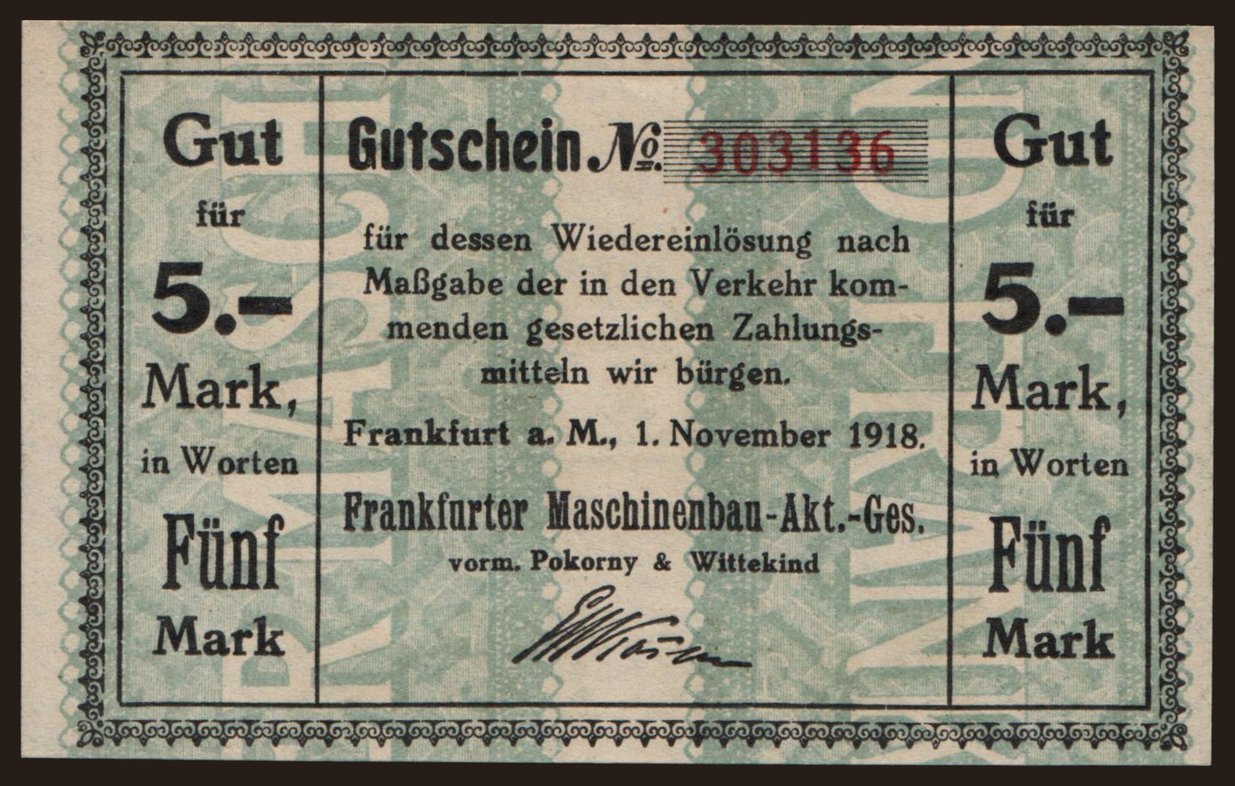 Gut
für
5.–
Mark,
in Worten
Fünf
Mark
Gutschein No. 303136
für dessen Wiedereinlösung nach
Maßgabe der in den Verkehr kom-
menden gesetzlichen Zahlungs-
mitteln wir bürgen.
Frankfurt a. M., 1. November 1918.
Frankfurter Maschinenbau-Akt.-Ges.
vorm. Pokorny & Wittekind
Gut
für
5.–
Mark,
in Worten
Fünf
Mark